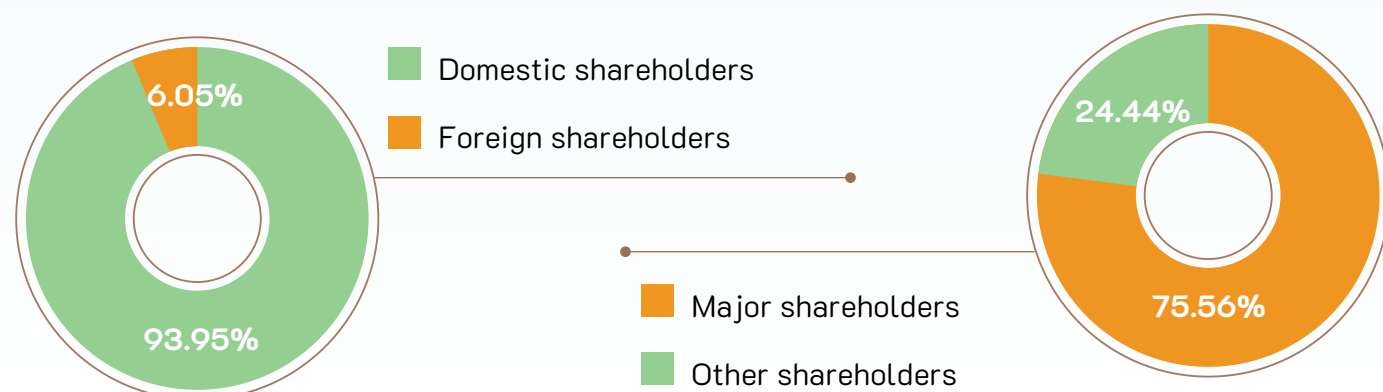 6.05%
93.95%
Domestic shareholders
Foreign shareholders
24.44%
75.56%
Major shareholders
Other shareholders